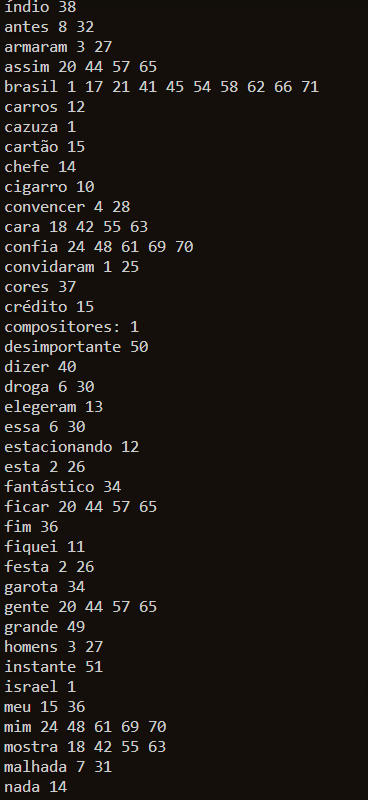 índio 38
antes 8 32
armaram 3 27
assim 20 44 57 65
brasil 1 17 21 41 45 54 58 62 66 71
carros 12
cazuza 1
cartão 15
chefe 14
cigarro 10
convencer 4 28
cara 18 42 55 63
confia 24 48 61 69 70
convidaram 1 25
cores 37
crédito 15
compositores: 1
desimportante 50
dizer 40
droga 6 30
elegeram 13
essa 6 30
estacionando 12
esta 2 26
fantástico 34
ficar 20 44 57 65
fim 36
fiquei 11
festa 2 26
garota 34
gente 20 44 57 65
grande 49
homens 3 27
instante 51
israel 1
meu 15 36
mim 24 48 61 69 70
mostra 18 42 55 63
malhada 7 31
nada 14